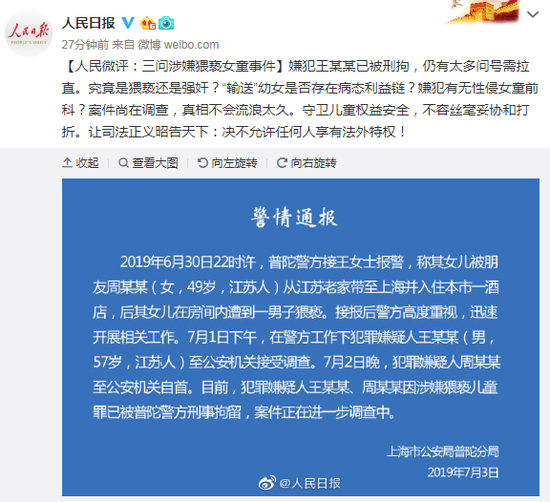 人民日报
人民日报
PEOPLE'S DAILY
27分钟前 来自 微博 weibo.com
【人民微评：三问涉嫌猥亵女童事件】嫌犯王某某已被刑拘，仍有太多问号需拉
直。究竟是猥亵还是强奸？“输送”幼女是否存在病态利益链？嫌犯有无性侵女童前
科？案件尚在调查，真相不会流浪太久。守卫儿童权益安全，不容丝毫妥协和打
折。让司法正义昭告天下：决不允许任何人享有法外特权！
收起 查看大图 向左旋转 向右旋转
警情通报
2019年6月30日22时许，普陀警方接王女士报警，称其女儿被朋
友周某某（女，49岁，江苏人）从江苏老家带至上海并入住本市一酒
店，后其女儿在房间内遭到一男子猥亵。接报后警方高度重视，迅速
开展相关工作。7月1日下午，在警方工作下犯罪嫌疑人王某某（男，
57岁，江苏人）至公安机关接受调查。7月2日晚，犯罪嫌疑人周某某
至公安机关自首。目前，犯罪嫌疑人王某某、周某某因涉嫌猥亵儿童
罪已被普陀警方刑事拘留，案件正在进一步调查中。
上海市公安局普陀分局
2019年7月3日
@人民日报